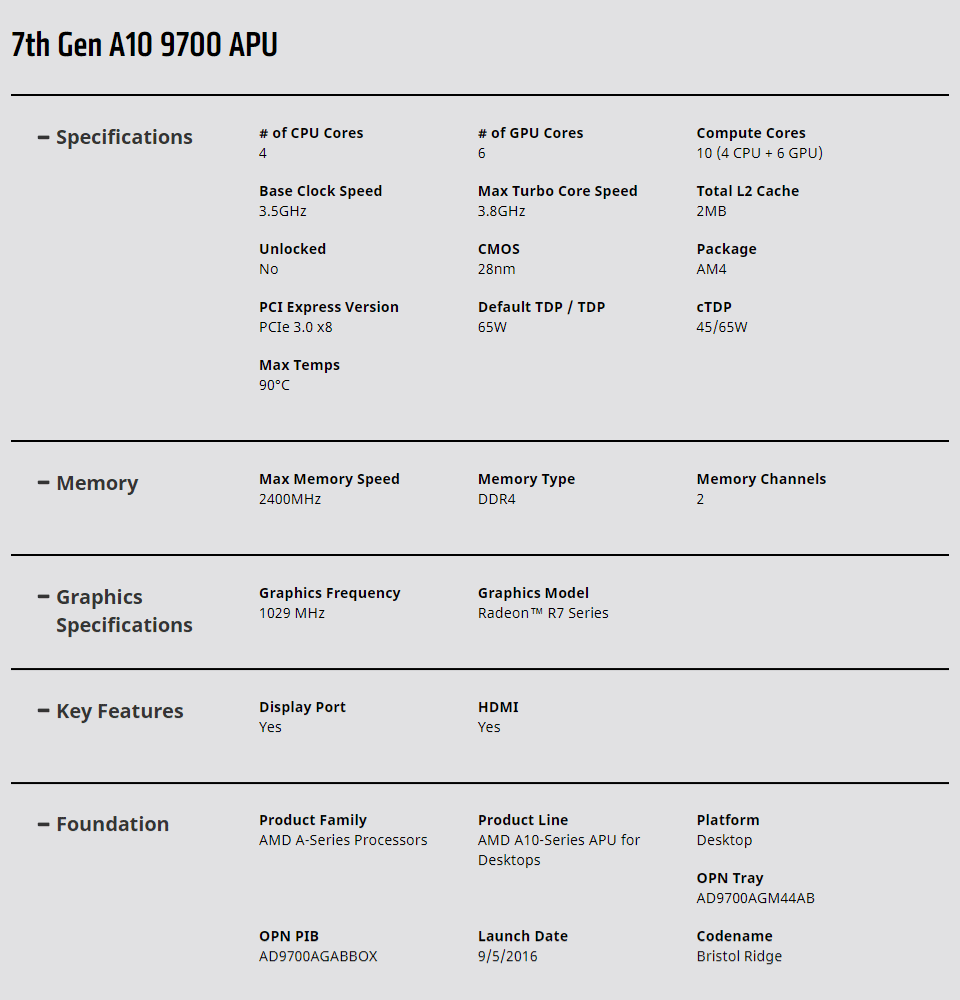 7th Gen A10 9700 APU
Specifications
# of CPU Cores
4
# of GPU Cores
6
Compute Cores
10 (4 CPU + 6 GPU)
Base Clock Speed
3.5GHz
Max Turbo Core Speed
3.8GHz
Total L2 Cache
2MB
Unlocked
No
CMOS
28nm
Package
AM4
PCI Express Version
PCIe 3.0 x8
Default TDP / TDP
65W
cTDP
45/65W
Max Temps
90°C
Memory
Max Memory Speed
2400MHz
Memory Type
DDR4
Memory Channels
2
Graphics
Specifications
Graphics Frequency
1029 MHz
Graphics Model
Radeon™ R7 Series
Key Features
Display Port
Yes
HDMI
Yes
Foundation
Product Family
AMD A-Series Processors
Product Line
AMD A10-Series APU for
Desktops
Platform
Desktop
OPN Tray
AD9700AGM44AB
OPN PIB
AD9700AGABBOX
Launch Date
9/5/2016
Codename
Bristol Ridge